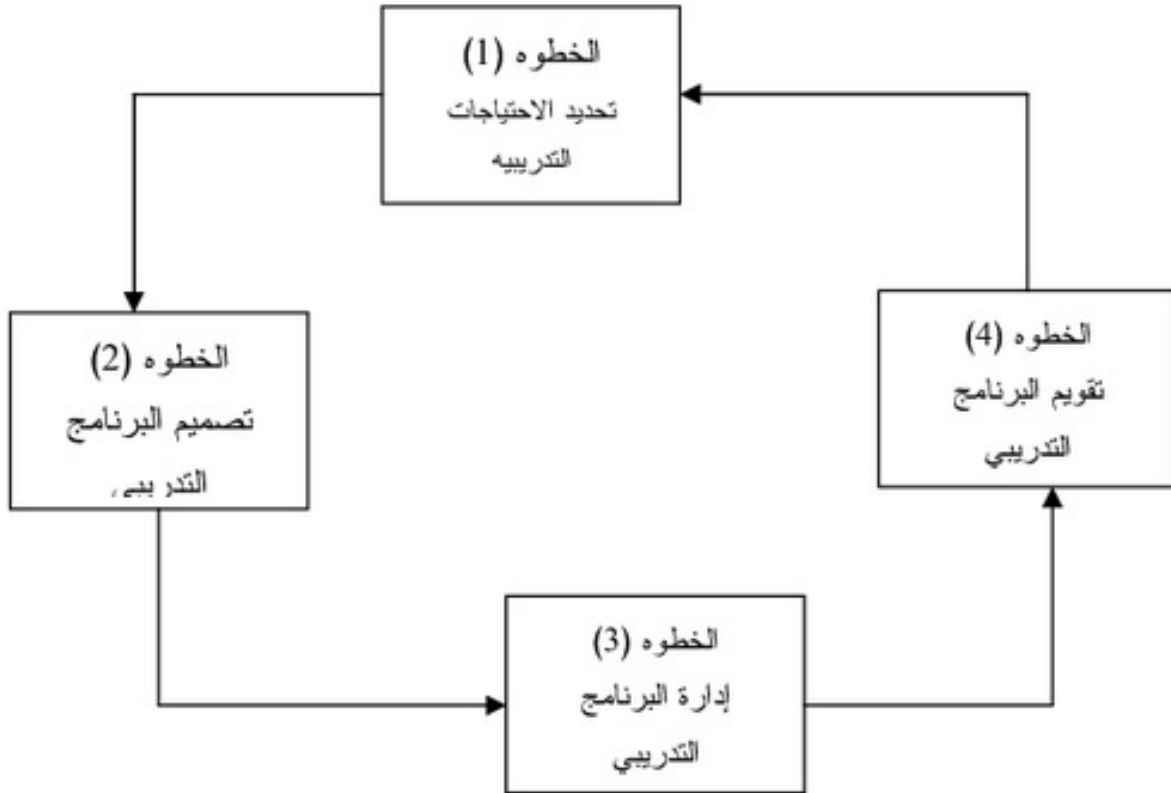 الخطوه (1)
تحديد الاحتياجات
التدريبيه
الخطوه (2)
تصميم البرنامج
التدريبي
الخطوه (3)
إدارة البرنامج
التدريبي
الخطوه (4)
تقويم البرنامج
التدريبي